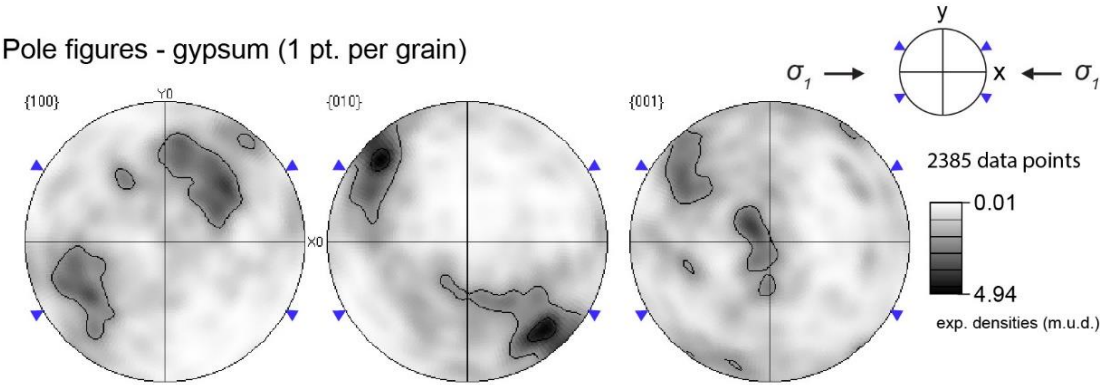 Pole figures - gypsum (1 pt. per grain)
y
σ1
x
σ1
{100}
Y0
{010}
{001}
X0
2385 data points
0.01
4.94
exp. densities (m.u.d.)